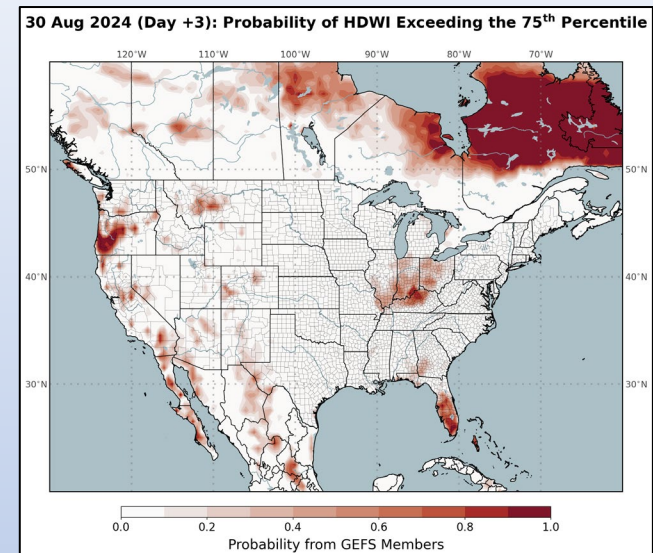 30 Aug 2024 (Day +3): Probability of HDWI Exceeding the 75th Percentile
120°W 110°W 100°W 90°W 80°W 70°W
50°N 50°N
40°N 40°N
30°N 30°N
0.0 0.2 0.4 0.6 0.8 1.0
Probability from GEFS Members